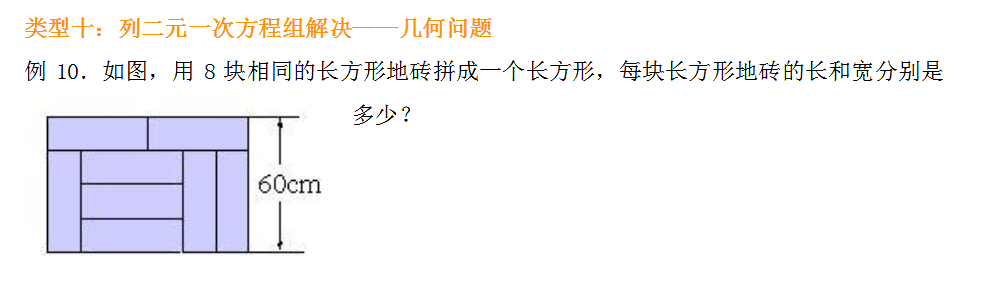 类型十：列二元一次方程组解决——几何问题
例 10．如图，用 8 块相同的长方形地砖拼成一个长方形，每块长方形地砖的长和宽分别是
多少？
60cm